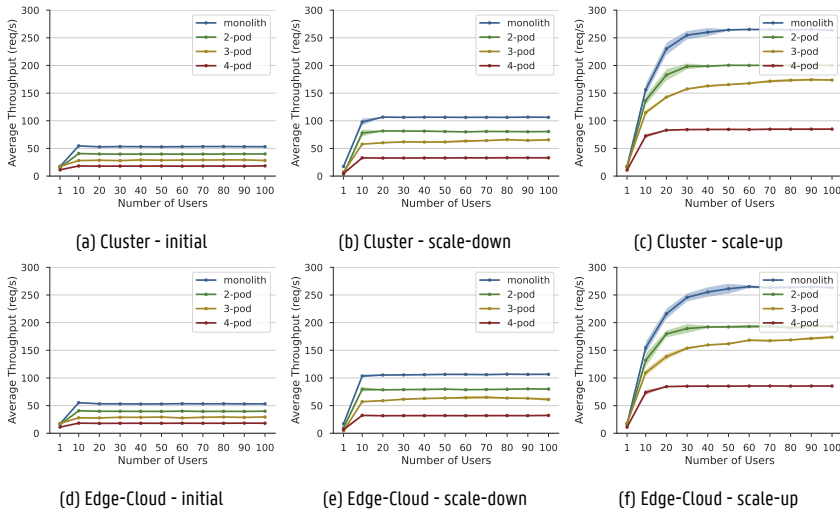 300
250
200
150
100
50
0
Average Throughput (req/s)
monolith
2-pod
3-pod
4-pod
1 10 20 30 40 50 60 70 80 90 100
Number of Users
(a) Cluster - initial
300
250
200
150
100
50
0
Average Throughput (req/s)
monolith
2-pod
3-pod
4-pod
1 10 20 30 40 50 60 70 80 90 100
Number of Users
(b) Cluster - scale-down
300
250
200
150
100
50
0
Average Throughput (req/s)
monolith
2-pod
3-pod
4-pod
1 10 20 30 40 50 60 70 80 90 100
Number of Users
(c) Cluster - scale-up
300
250
200
150
100
50
0
Average Throughput (req/s)
monolith
2-pod
3-pod
4-pod
1 10 20 30 40 50 60 70 80 90 100
Number of Users
(d) Edge-Cloud - initial
300
250
200
150
100
50
0
Average Throughput (req/s)
monolith
2-pod
3-pod
4-pod
1 10 20 30 40 50 60 70 80 90 100
Number of Users
(e) Edge-Cloud - scale-down
300
250
200
150
100
50
0
Average Throughput (req/s)
monolith
2-pod
3-pod
4-pod
1 10 20 30 40 50 60 70 80 90 100
Number of Users
(f) Edge-Cloud - scale-up